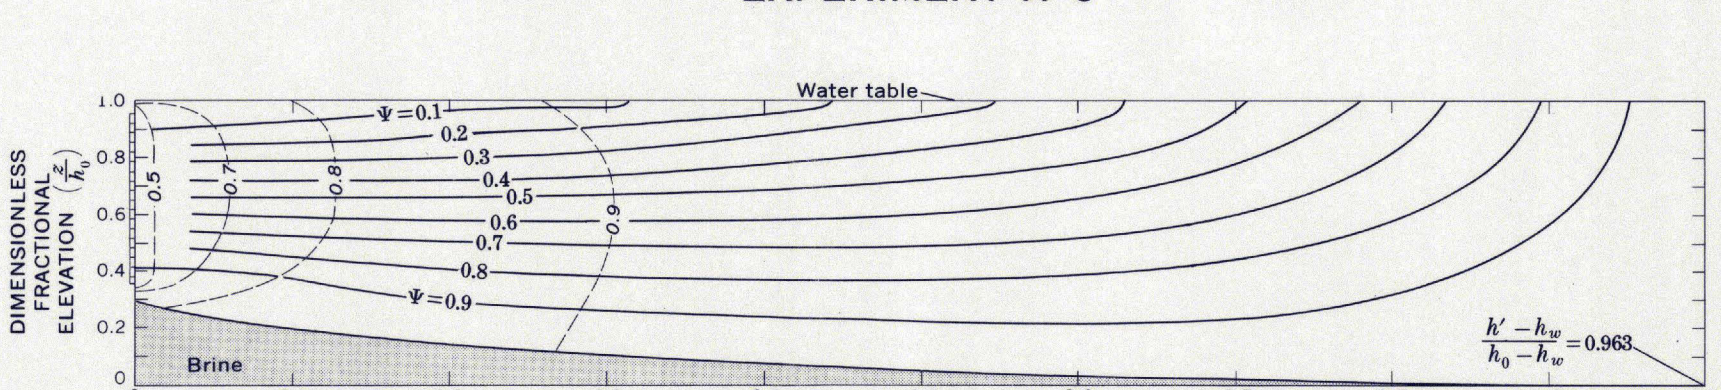 Water table
1.0
Ψ=0.1
0.2
0.3
0.8
0.4
0.5
0.7
0.8
0.5
0.6
0.6
0.9
0.7
0.4
0.8
Ψ=0.9
0.2
Brine
0
DIMENSIONLESS
FRACTIONAL
ELEVATION (z/h₀)
(h′ − h_w)/(h₀ − h_w) = 0.963